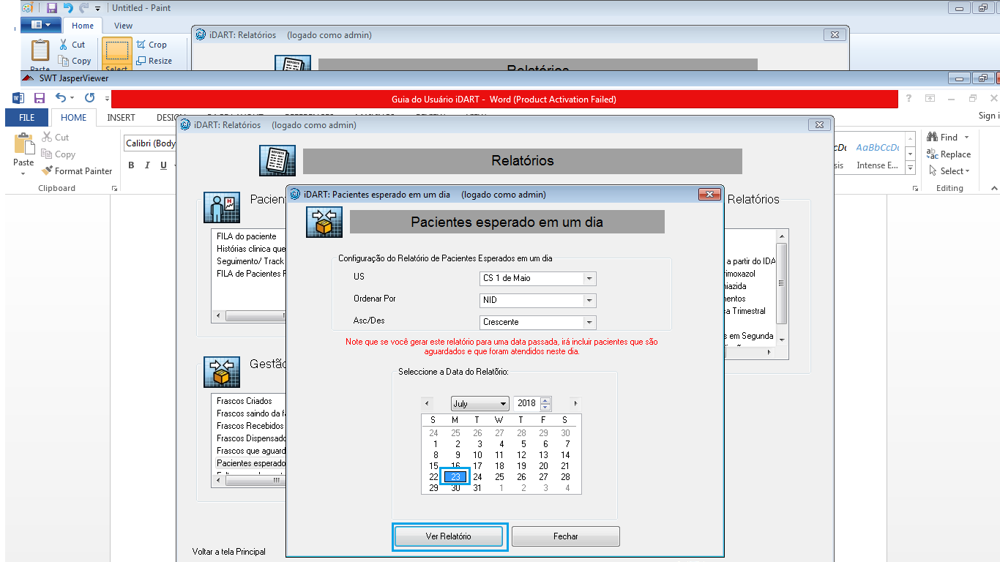 Untitled - Paint
Home View
Cut
Copy
Paste
Select
Crop
Resize
iDART: Relatórios (logado como admin)
Relatórios
SWT JasperViewer
Guia do Usuário iDART - Word (Product Activation Failed)
FILE HOME INSERT
Sign i
Cut
Copy
Format Painter
Paste
Clipboard
Calibri (Body
B I U
AaBbCcDc
Intense E...
Find
Replace
Select
Editing
iDART: Relatórios (logado como admin)
Relatórios
Pacien
FILA do paciente
Histórias clinica que
Seguimento/ Track
FILA de Pacientes F
Relatórios
a partir do IDA
rimoxazol
niazida
mentos
sa Trimestral
s em Segunda
Gestão
Frascos Criados
Frascos saindo da fa
Frascos Recebidos
Frascos Dispensado
Frascos que aguard
Pacientes esperado
Voltar a tela Principal
iDART: Pacientes esperado em um dia (logado como admin)
Pacientes esperado em um dia
Configuração do Relatório de Pacientes Esperados em um dia
US CS 1 de Maio
Ordenar Por NID
Asc/Des Crescente
Note que se você gerar este relatório para uma data passada, irá incluir pacientes que são
aguardados e que foram atendidos neste dia.
Seleccione a Data do Relatõrio:
July 2018
S M T W T F S
24 25 26 27 28 29 30
1 2 3 4 5 6 7
8 9 10 11 12 13 14
15 16 17 18 19 20 21
22 23 24 25 26 27 28
29 30 31 1 2 3 4
Ver Relatório Fechar